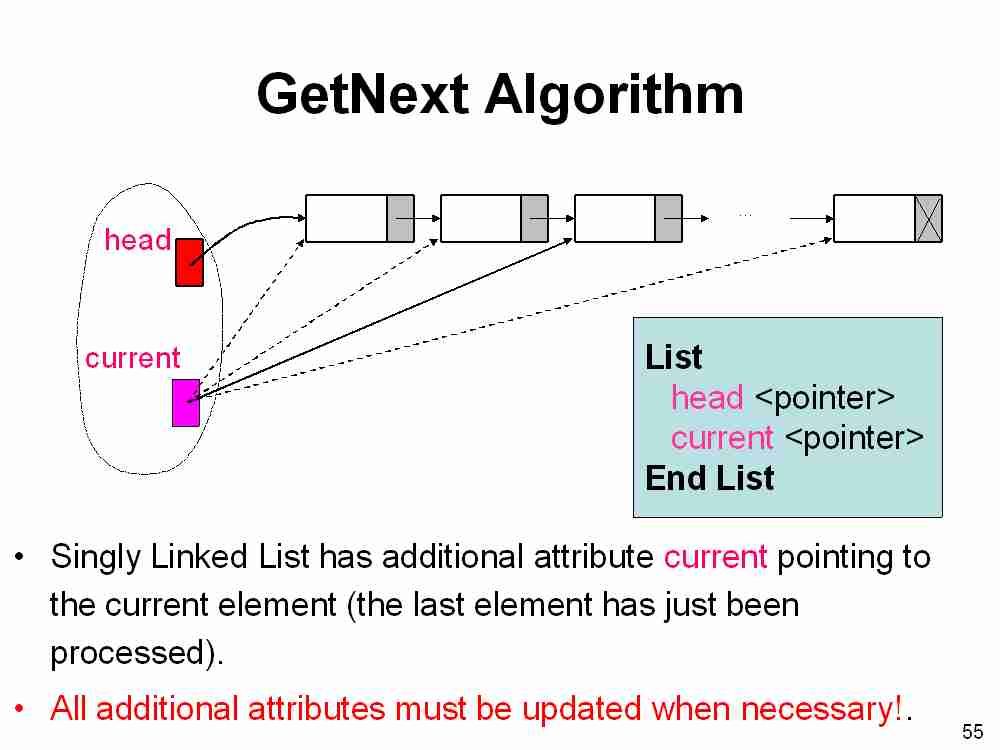 GetNext Algorithm
head
...
current
List
head <pointer>
current <pointer>
End List
• Singly Linked List has additional attribute current pointing to
the current element (the last element has just been
processed).
• All additional attributes must be updated when necessary!.
55